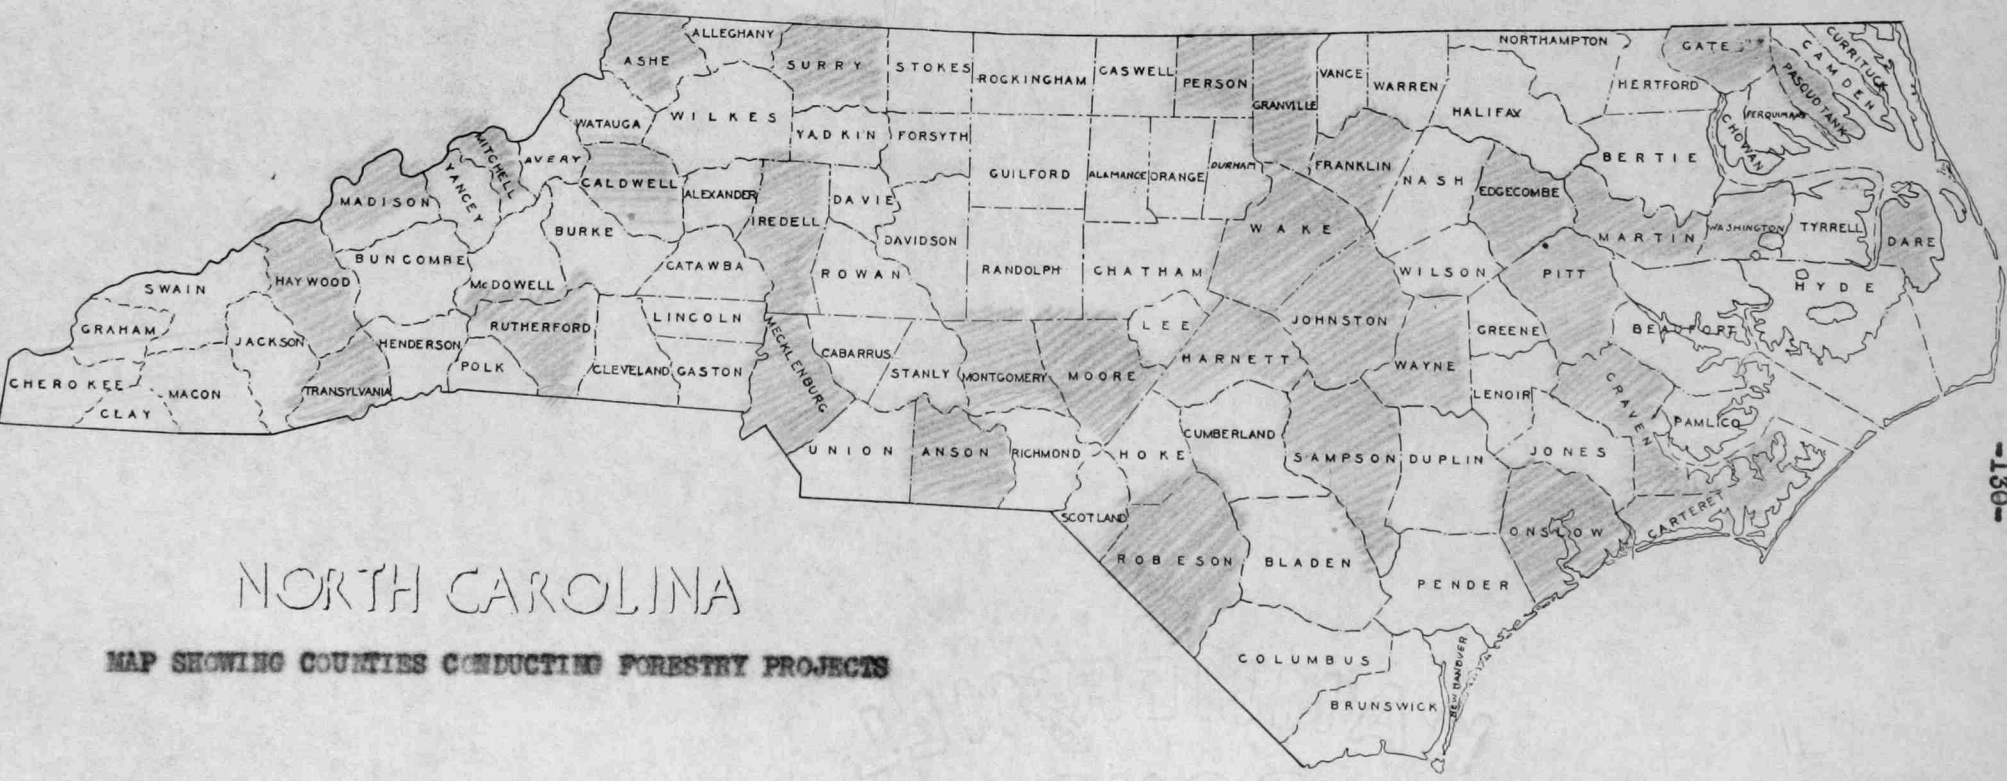 ALLEGHANY
ASHE
SURRY
STOKES
ROCKINGHAM
CASWELL
PERSON
GRANVILLE
VANCE
WARREN
NORTHAMPTON
GATES
CURRITUCK
CAMDEN
PASQUOTANK
HERTFORD
HALIFAX
PERQUIMANS
CHOWAN
WATAUGA
WILKES
YADKIN
FORSYTH
MITCHELL
AVERY
YANCEY
CALDWELL
ALEXANDER
IREDELL
DAVIE
GUILFORD
ALAMANCE
ORANGE
DURHAM
FRANKLIN
NASH
EDGECOMBE
BERTIE
MADISON
BURKE
DAVIDSON
WAKE
MARTIN
WASHINGTON
TYRRELL
DARE
BUNCOMBE
McDOWELL
CATAWBA
ROWAN
RANDOLPH
CHATHAM
WILSON
PITT
HYDE
HAYWOOD
SWAIN
GRAHAM
JACKSON
HENDERSON
RUTHERFORD
LINCOLN
MECKLENBURG
CABARRUS
STANLY
MONTGOMERY
MOORE
LEE
HARNETT
JOHNSTON
WAYNE
GREENE
BEAUFORT
CHEROKEE
CLAY
MACON
TRANSYLVANIA
POLK
CLEVELAND
GASTON
LENOIR
CRAVEN
PAMLICO
UNION
ANSON
RICHMOND
HOKE
CUMBERLAND
SAMPSON
DUPLIN
JONES
SCOTLAND
ROBESON
BLADEN
PENDER
ONSLOW
CARTERET
COLUMBUS
BRUNSWICK
NEW HANOVER
NORTH CAROLINA
MAP SHOWING COUNTIES CONDUCTING FORESTRY PROJECTS
-130-